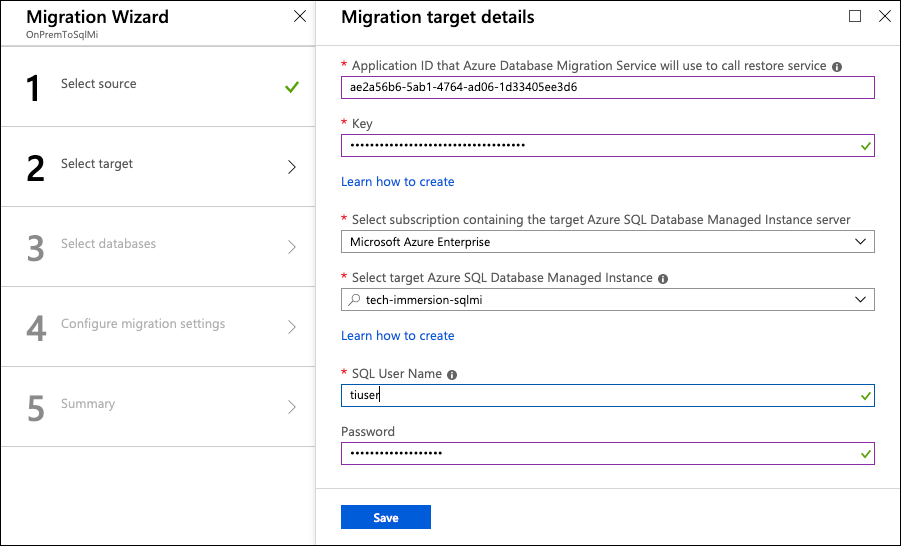 Migration Wizard
OnPremToSqlMi
1 Select source
2 Select target
3 Select databases
4 Configure migration settings
5 Summary
Migration target details
* Application ID that Azure Database Migration Service will use to call restore service
ae2a56b6-5ab1-4764-ad06-1d33405ee3d6
* Key
••••••••••••••••••••••••••••••••••••
Learn how to create
* Select subscription containing the target Azure SQL Database Managed Instance server
Microsoft Azure Enterprise
* Select target Azure SQL Database Managed Instance
tech-immersion-sqlmi
Learn how to create
* SQL User Name
tiuser
Password
•••••••••••••••••••
Save